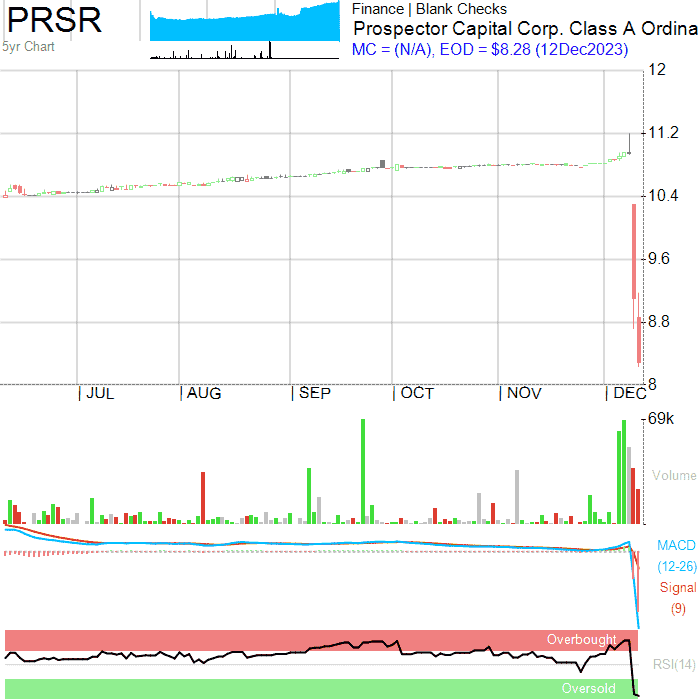 PRSR
5yr Chart
Finance | Blank Checks
Prospector Capital Corp. Class A Ordina
MC = (N/A), EOD = $8.28 (12Dec2023)
12
11.2
10.4
9.6
8.8
8
| JUL
| AUG
| SEP
| OCT
| NOV
| DEC
69k
Volume
MACD
(12-26)
Signal
(9)
Overbought
RSI(14)
Oversold